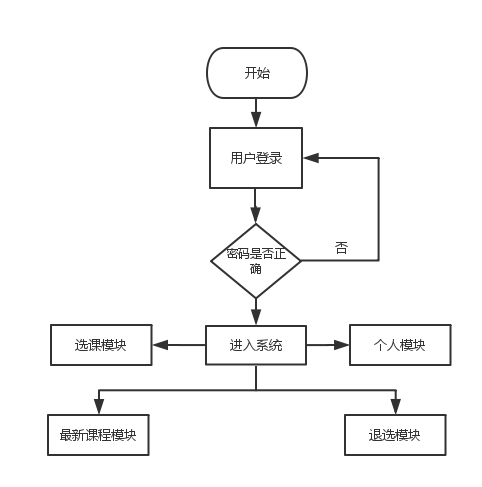 开始
用户登录
密码是否正
确
否
选课模块
进入系统
个人模块
最新课程模块
退选模块